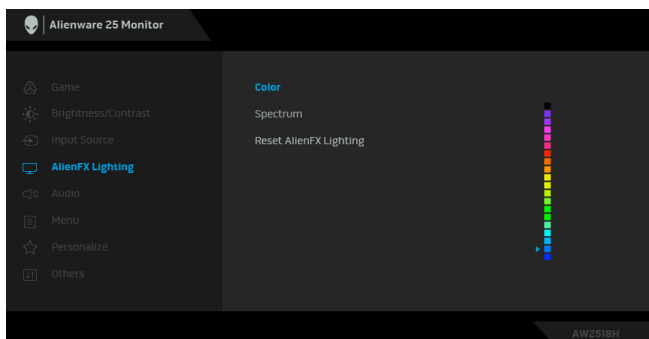 Alienware 25 Monitor
Game
Brightness/Contrast
Input Source
AlienFX Lighting
Audio
Menu
Personalize
Others
Color
Spectrum
Reset AlienFX Lighting
AW2518H